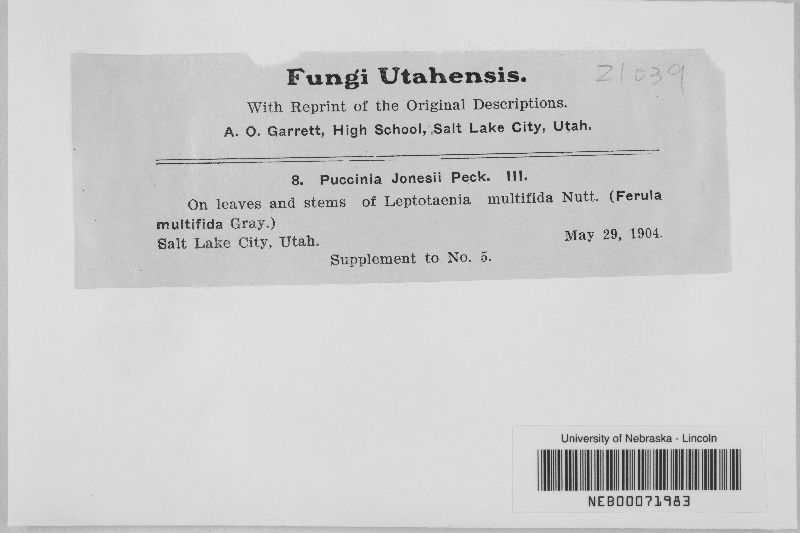 Fungi Utahensis.
21039
With Reprint of the Original Descriptions.
A. O. Garrett, High School, Salt Lake City, Utah.
8. Puccinia Jonesii Peck. III.
On leaves and stems of Leptotaenia multifida Nutt. (Ferula
multifida Gray.)
Salt Lake City, Utah. May 29, 1904.
Supplement to No. 5.
University of Nebraska - Lincoln
NEB00071983